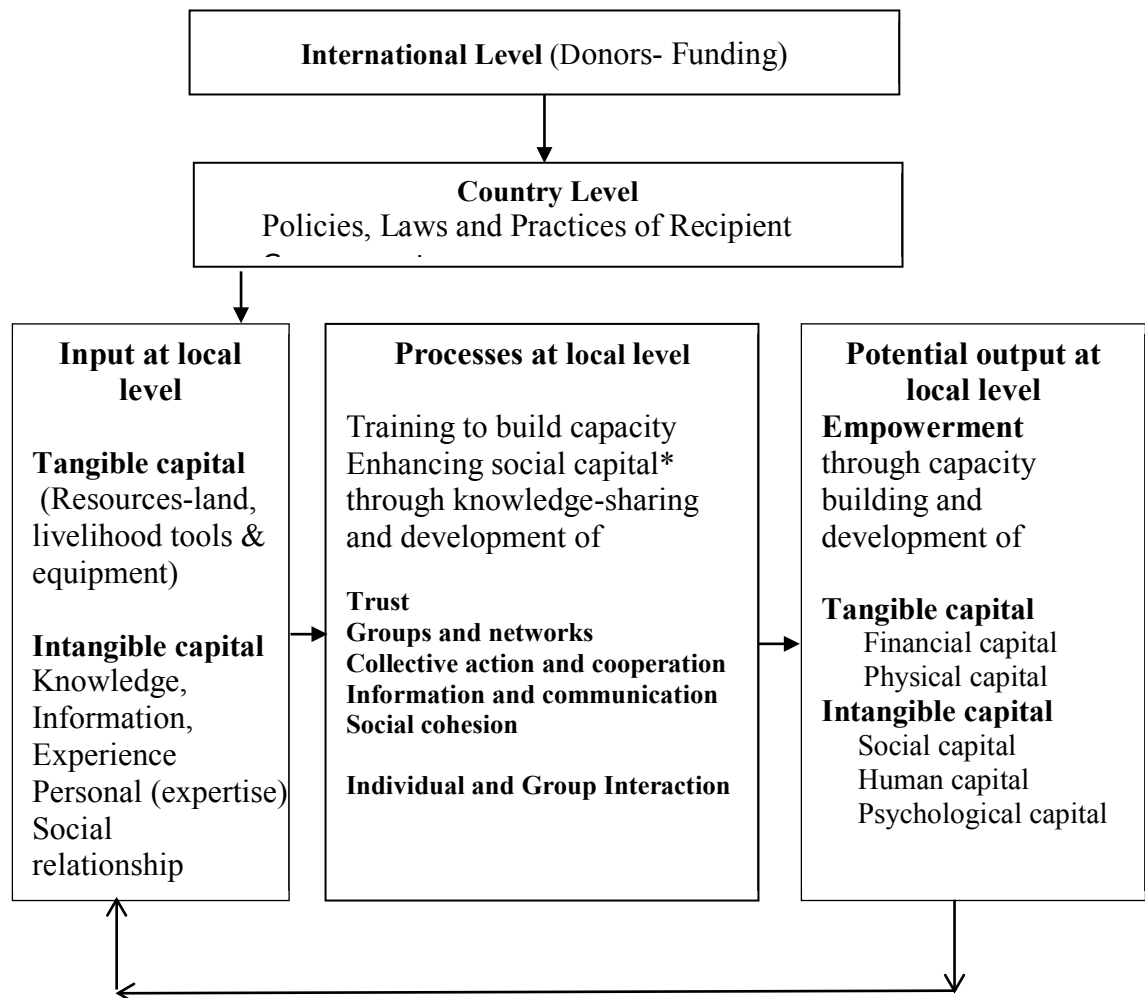 International Level (Donors- Funding)
Country Level
Policies, Laws and Practices of Recipient
Input at local
level
Tangible capital
(Resources-land,
livelihood tools &
equipment)
Intangible capital
Knowledge,
Information,
Experience
Personal (expertise)
Social
relationship
Processes at local level
Training to build capacity
Enhancing social capital*
through knowledge-sharing
and development of
Trust
Groups and networks
Collective action and cooperation
Information and communication
Social cohesion
Individual and Group Interaction
Potential output at
local level
Empowerment
through capacity
building and
development of
Tangible capital
Financial capital
Physical capital
Intangible capital
Social capital
Human capital
Psychological capital